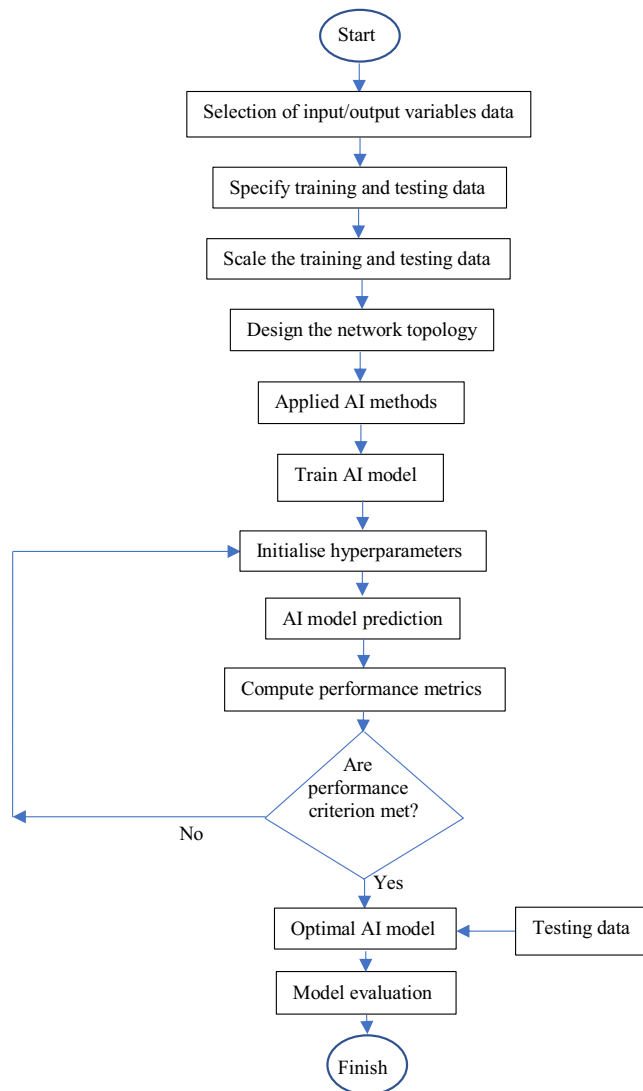 Start
Selection of input/output variables data
Specify training and testing data
Scale the training and testing data
Design the network topology
Applied AI methods
Train AI model
Initialise hyperparameters
AI model prediction
Compute performance metrics
Are
performance
criterion met?
No
Yes
Optimal AI model
Testing data
Model evaluation
Finish